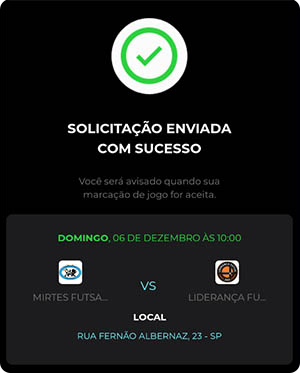 SOLICITAÇÃO ENVIADA
COM SUCESSO
Você será avisado quando sua
marcação de jogo for aceita.
DOMINGO, 06 DE DEZEMBRO ÀS 10:00
VS
MIRTES FUTSA...
LIDERANÇA FU...
LOCAL
RUA FERNÃO ALBERNAZ, 23 - SP